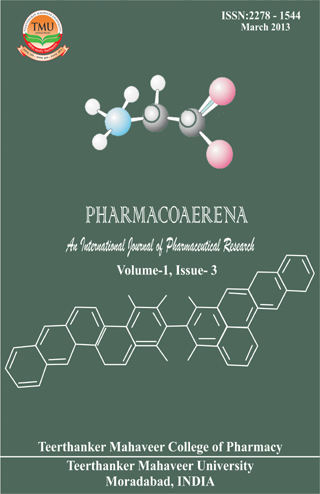 ISSN:2278 - 1544
March 2013
TMU
PHARMACOAERENA
An International Journal of Pharmaceutical Research
Volume-1, Issue- 3
Teerthanker Mahaveer College of Pharmacy
Teerthanker Mahaveer University
Moradabad, INDIA